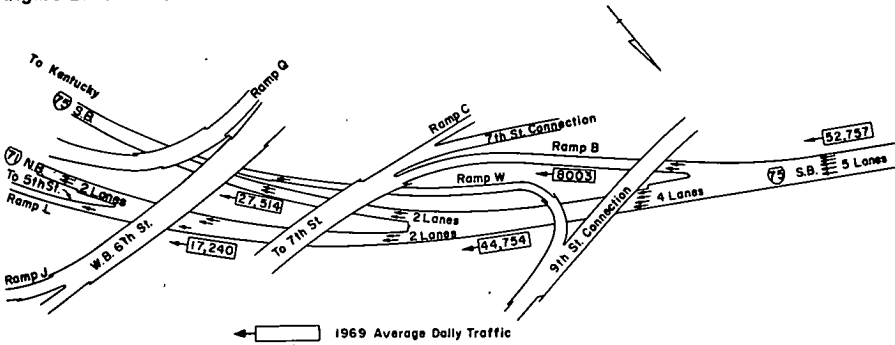 To Kentucky
75 S.B.
Ramp Q
71 N.B.
2 Lanes
To 5th St.
Ramp L
Ramp J
W.B. 6th St.
27,514
17,240
To 7th St.
Ramp C
7th St. Connection
Ramp B
8003
Ramp W
2 Lanes
2 Lanes
44,754
9th St. Connection
4 Lanes
75 S.B.
5 Lanes
52,757
1969 Average Daily Traffic